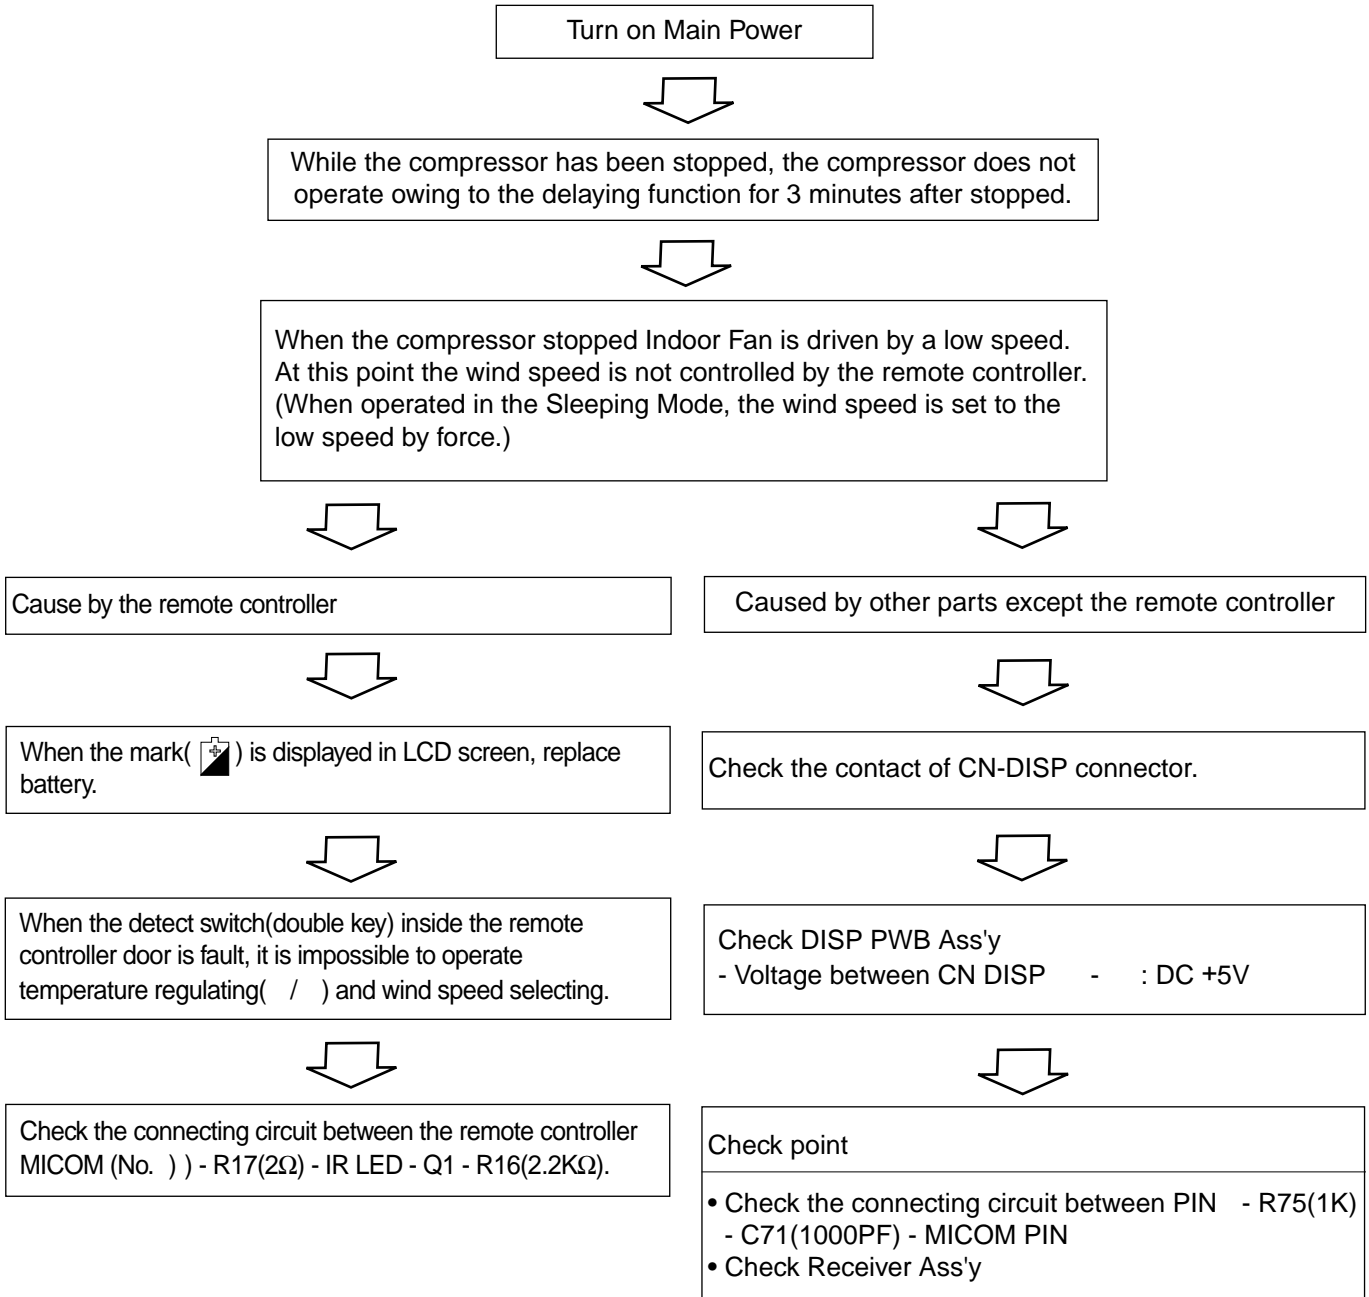 Turn on Main Power
While the compressor has been stopped, the compressor does not
operate owing to the delaying function for 3 minutes after stopped.
When the compressor stopped Indoor Fan is driven by a low speed.
At this point the wind speed is not controlled by the remote controller.
(When operated in the Sleeping Mode, the wind speed is set to the
low speed by force.)
Cause by the remote controller
When the mark( ) is displayed in LCD screen, replace
battery.
When the detect switch(double key) inside the remote
controller door is fault, it is impossible to operate
temperature regulating( / ) and wind speed selecting.
Check the connecting circuit between the remote controller
MICOM (No. ) ) - R17(2Ω) - IR LED - Q1 - R16(2.2KΩ).
Caused by other parts except the remote controller
Check the contact of CN-DISP connector.
Check DISP PWB Ass'y
- Voltage between CN DISP - : DC +5V
Check point
• Check the connecting circuit between PIN - R75(1K)
- C71(1000PF) - MICOM PIN
• Check Receiver Ass'y